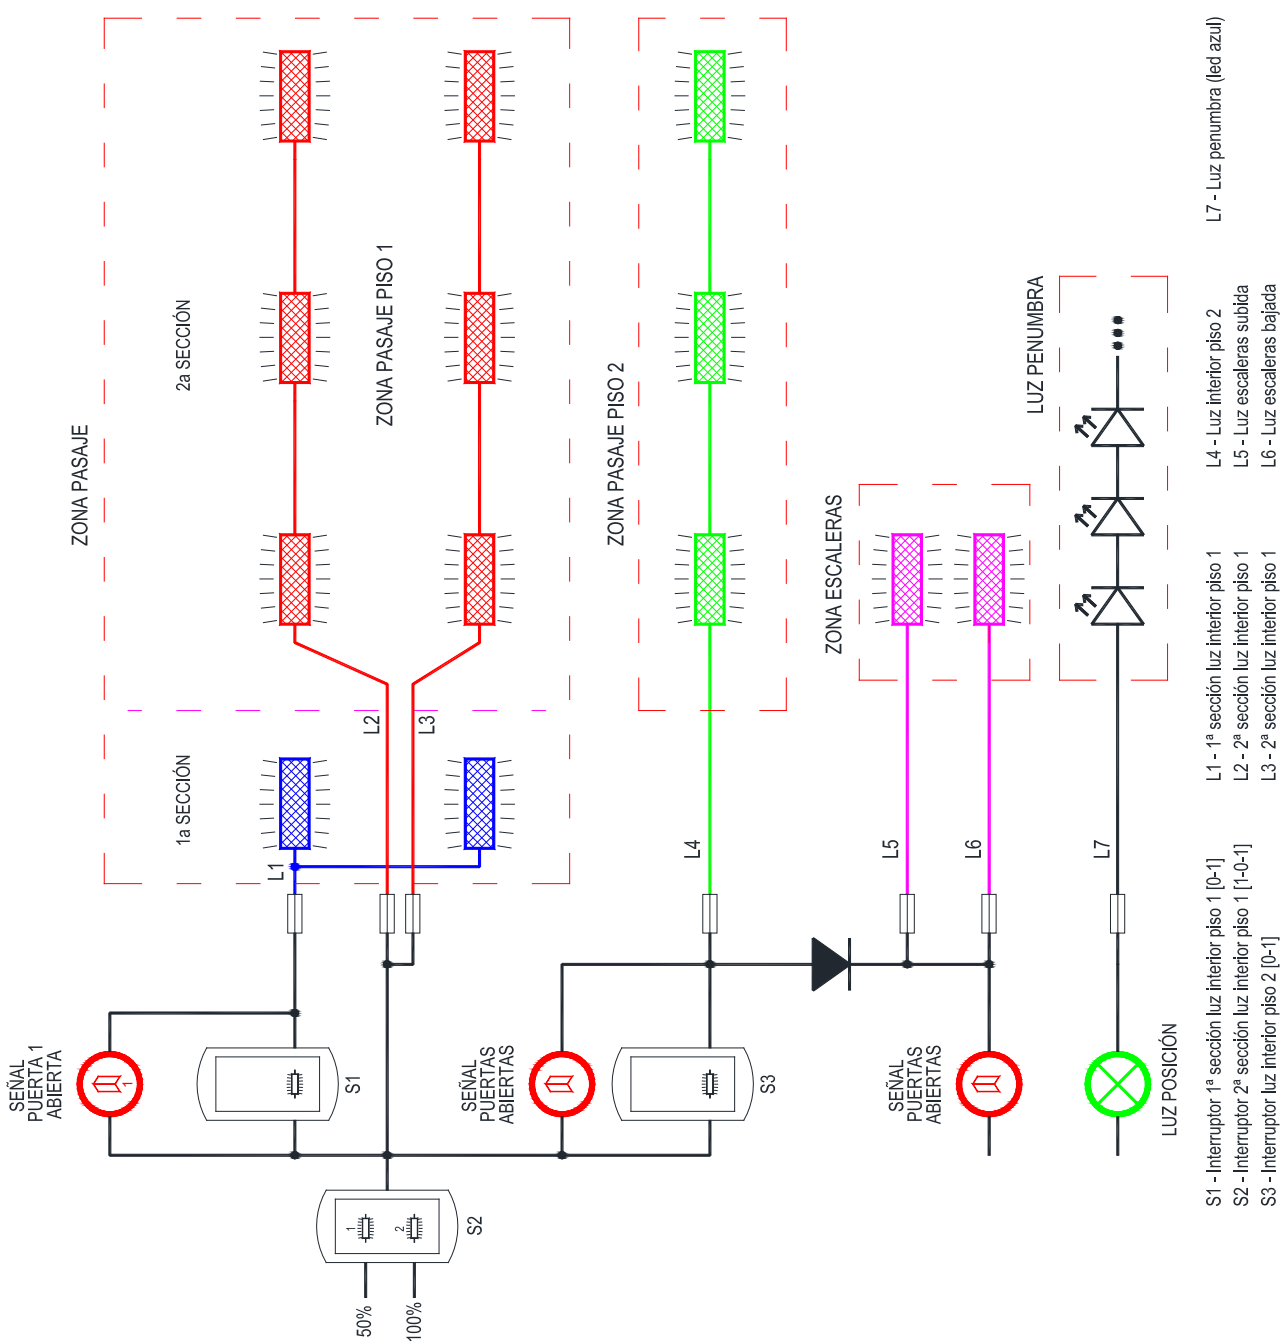 ZONA PASAJE
1a SECCIÓN
2a SECCIÓN
ZONA PASAJE PISO 1
L1
L2
L3
SEÑAL
PUERTA 1
ABIERTA
1
S1
50%
100%
1
2
S2
ZONA PASAJE PISO 2
L4
SEÑAL
PUERTAS
ABIERTAS
S3
ZONA ESCALERAS
L5
L6
SEÑAL
PUERTAS
ABIERTAS
LUZ PENUMBRA
L7
LUZ POSICIÓN
S1 - Interruptor 1ª sección luz interior piso 1 [0-1]
S2 - Interruptor 2ª sección luz interior piso 1 [1-0-1]
S3 - Interruptor luz interior piso 2 [0-1]
L1 - 1ª sección luz interior piso 1
L2 - 2ª sección luz interior piso 1
L3 - 2ª sección luz interior piso 1
L4 - Luz interior piso 2
L5 - Luz escaleras subida
L6 - Luz escaleras bajada
L7 - Luz penumbra (led azul)